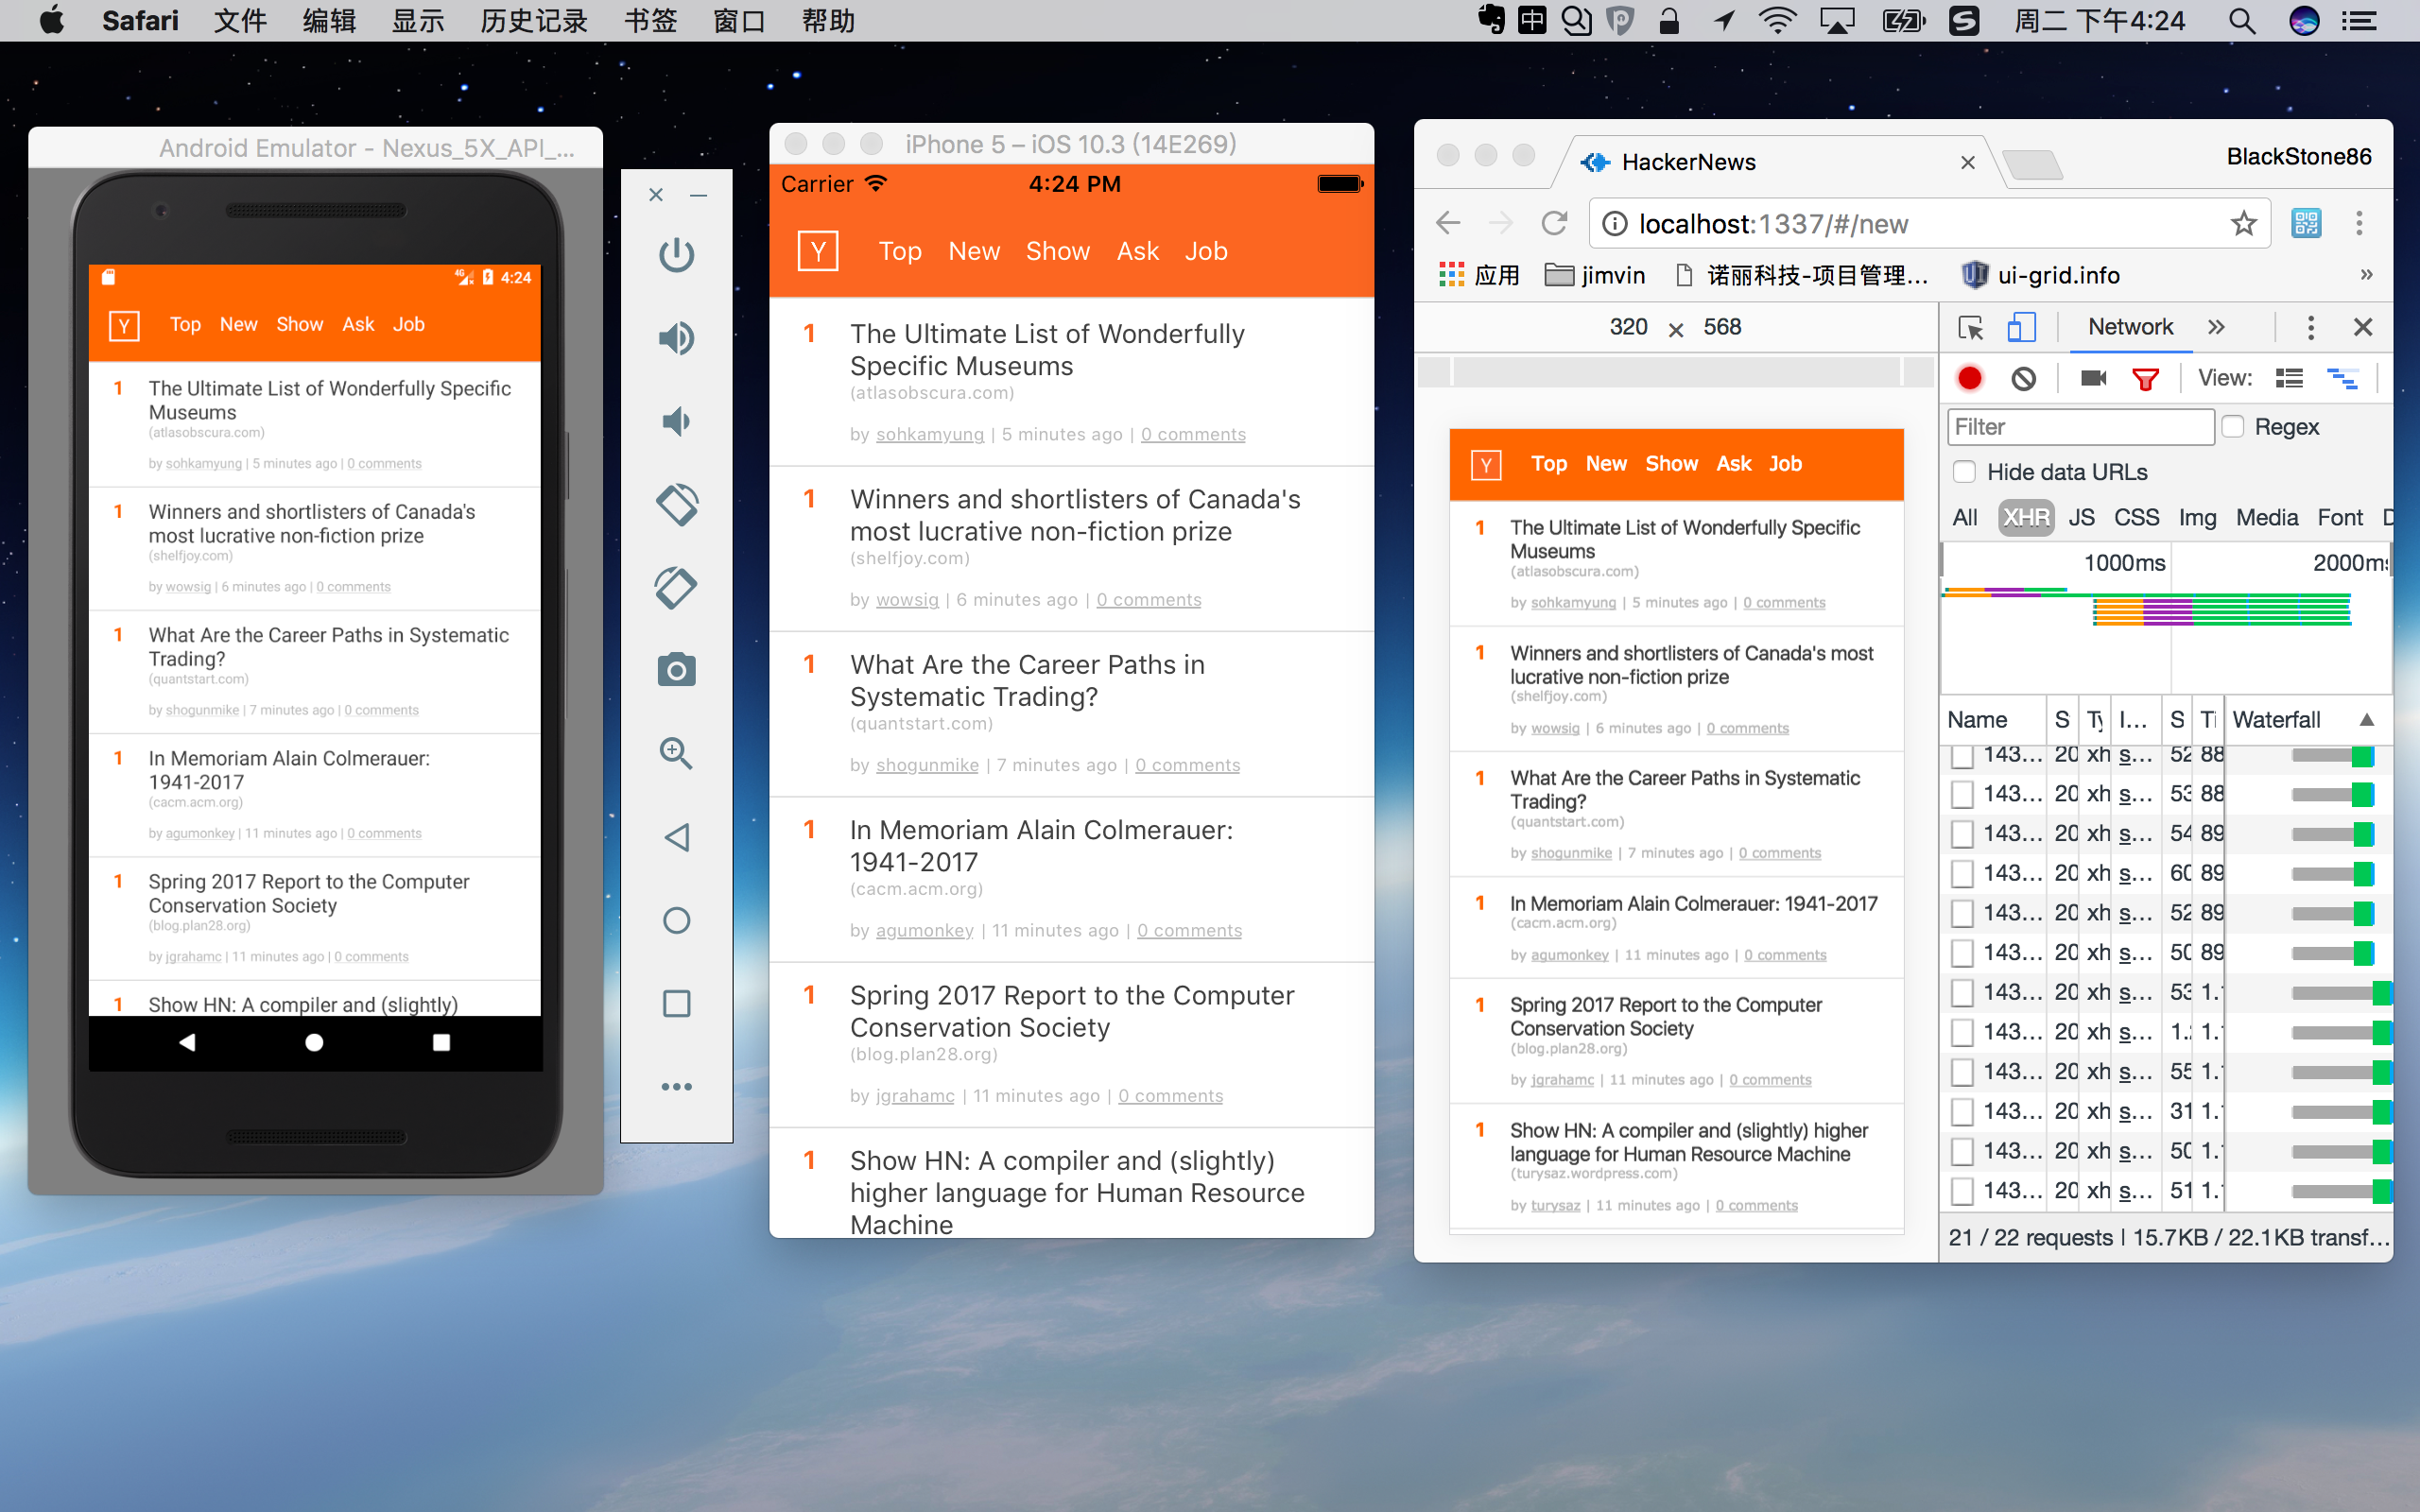 Safari 文件 编辑 显示 历史记录 书签 窗口 帮助 中 周二 下午4:24
Android Emulator - Nexus_5X_API_...
4G 4:24
Y Top New Show Ask Job
1 The Ultimate List of Wonderfully Specific
Museums
(atlasobscura.com)
by sohkamyung | 5 minutes ago | 0 comments
1 Winners and shortlisters of Canada's
most lucrative non-fiction prize
(shelfjoy.com)
by wowsig | 6 minutes ago | 0 comments
1 What Are the Career Paths in Systematic
Trading?
(quantstart.com)
by shogunmike | 7 minutes ago | 0 comments
1 In Memoriam Alain Colmerauer:
1941-2017
(cacm.acm.org)
by agumonkey | 11 minutes ago | 0 comments
1 Spring 2017 Report to the Computer
Conservation Society
(blog.plan28.org)
by jgrahamc | 11 minutes ago | 0 comments
1 Show HN: A compiler and (slightly)
iPhone 5 – iOS 10.3 (14E269)
Carrier 4:24 PM
Y Top New Show Ask Job
1 The Ultimate List of Wonderfully
Specific Museums
(atlasobscura.com)
by sohkamyung | 5 minutes ago | 0 comments
1 Winners and shortlisters of Canada's
most lucrative non-fiction prize
(shelfjoy.com)
by wowsig | 6 minutes ago | 0 comments
1 What Are the Career Paths in
Systematic Trading?
(quantstart.com)
by shogunmike | 7 minutes ago | 0 comments
1 In Memoriam Alain Colmerauer:
1941-2017
(cacm.acm.org)
by agumonkey | 11 minutes ago | 0 comments
1 Spring 2017 Report to the Computer
Conservation Society
(blog.plan28.org)
by jgrahamc | 11 minutes ago | 0 comments
1 Show HN: A compiler and (slightly)
higher language for Human Resource
Machine
HackerNews BlackStone86
localhost:1337/#/new
应用 jimvin 诺丽科技-项目管理... ui-grid.info »
320 × 568
Y Top New Show Ask Job
1 The Ultimate List of Wonderfully Specific
Museums
(atlasobscura.com)
by sohkamyung | 5 minutes ago | 0 comments
1 Winners and shortlisters of Canada's most
lucrative non-fiction prize
(shelfjoy.com)
by wowsig | 6 minutes ago | 0 comments
1 What Are the Career Paths in Systematic
Trading?
(quantstart.com)
by shogunmike | 7 minutes ago | 0 comments
1 In Memoriam Alain Colmerauer: 1941-2017
(cacm.acm.org)
by agumonkey | 11 minutes ago | 0 comments
1 Spring 2017 Report to the Computer
Conservation Society
(blog.plan28.org)
by jgrahamc | 11 minutes ago | 0 comments
1 Show HN: A compiler and (slightly) higher
language for Human Resource Machine
(turysaz.wordpress.com)
by turysaz | 11 minutes ago | 0 comments
Network »
View:
Filter Regex
Hide data URLs
All XHR JS CSS Img Media Font
1000ms 2000ms
Name S Ty I... S Ti Waterfall
143... 20 xh s... 52 88
143... 20 xh s... 53 88
143... 20 xh s... 54 89
143... 20 xh s... 60 89
143... 20 xh s... 52 89
143... 20 xh s... 50 89
143... 20 xh s... 53 1.
143... 20 xh s... 1. 1.
143... 20 xh s... 55 1.
143... 20 xh s... 31 1.
143... 20 xh s... 50 1.
143... 20 xh s... 51 1.
21 / 22 requests | 15.7KB / 22.1KB transf...